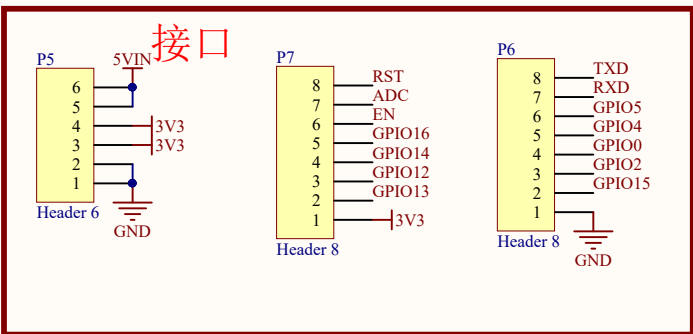 接口
P5
5VIN
6
5
4
3V3
3
3V3
2
1
Header 6
GND
P7
8
RST
7
ADC
6
EN
5
GPIO16
4
GPIO14
3
GPIO12
2
GPIO13
1
3V3
Header 8
P6
8
TXD
7
RXD
6
GPIO5
5
GPIO4
4
GPIO0
3
GPIO2
2
GPIO15
1
Header 8
GND